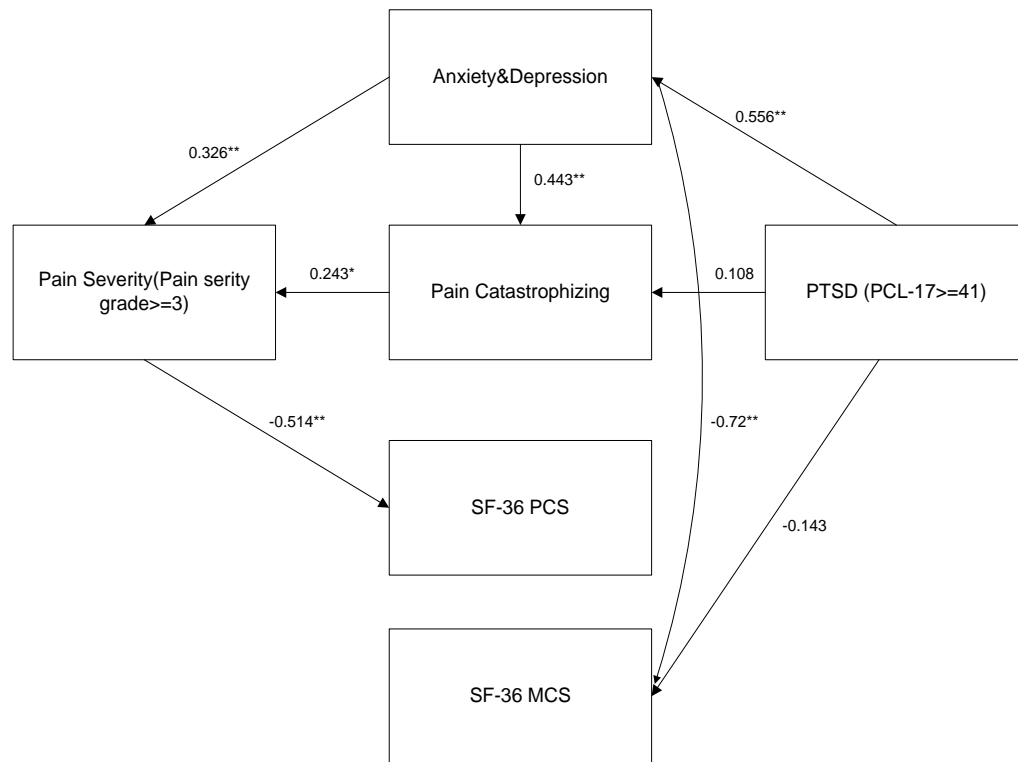 Anxiety&Depression
0.556**
0.326**
0.443**
Pain Severity(Pain serity
grade>=3)
0.243*
Pain Catastrophizing
0.108
PTSD (PCL-17>=41)
-0.514**
-0.72**
SF-36 PCS
-0.143
SF-36 MCS